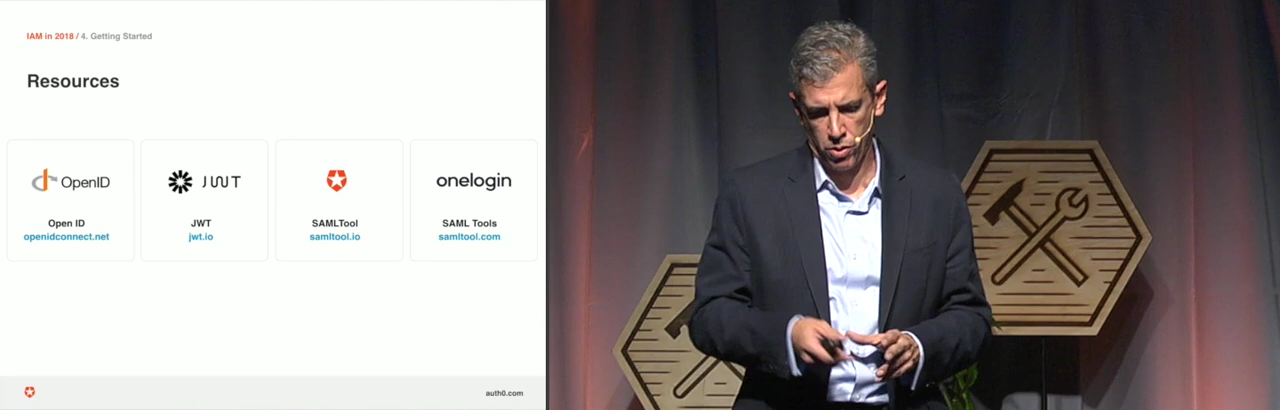 IAM in 2018 / 4. Getting Started
Resources
OpenID
Open ID
openidconnect.net
JWT
JWT
jwt.io
SAMLTool
samltool.io
onelogin
SAML Tools
samltool.com
auth0.com